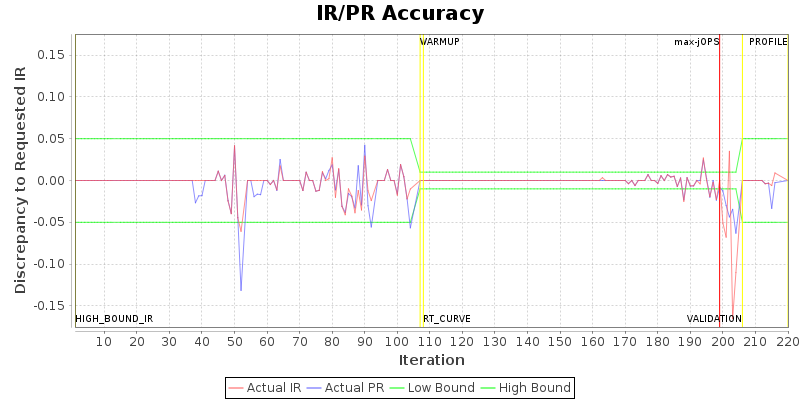 IR/PR Accuracy
Discrepancy to Requested IR
0.15
0.10
0.05
0.00
-0.05
-0.10
-0.15
WARMUP
max-jOPS
PROFILE
HIGH_BOUND_IR
RT_CURVE
VALIDATION
10 20 30 40 50 60 70 80 90 100 110 120 130 140 150 160 170 180 190 200 210 220
Iteration
Actual IR Actual PR Low Bound High Bound